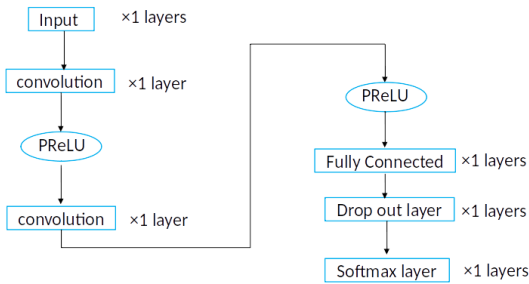 Input ×1 layers
convolution ×1 layer
PReLU
convolution ×1 layer
PReLU
Fully Connected ×1 layers
Drop out layer ×1 layers
Softmax layer ×1 layers